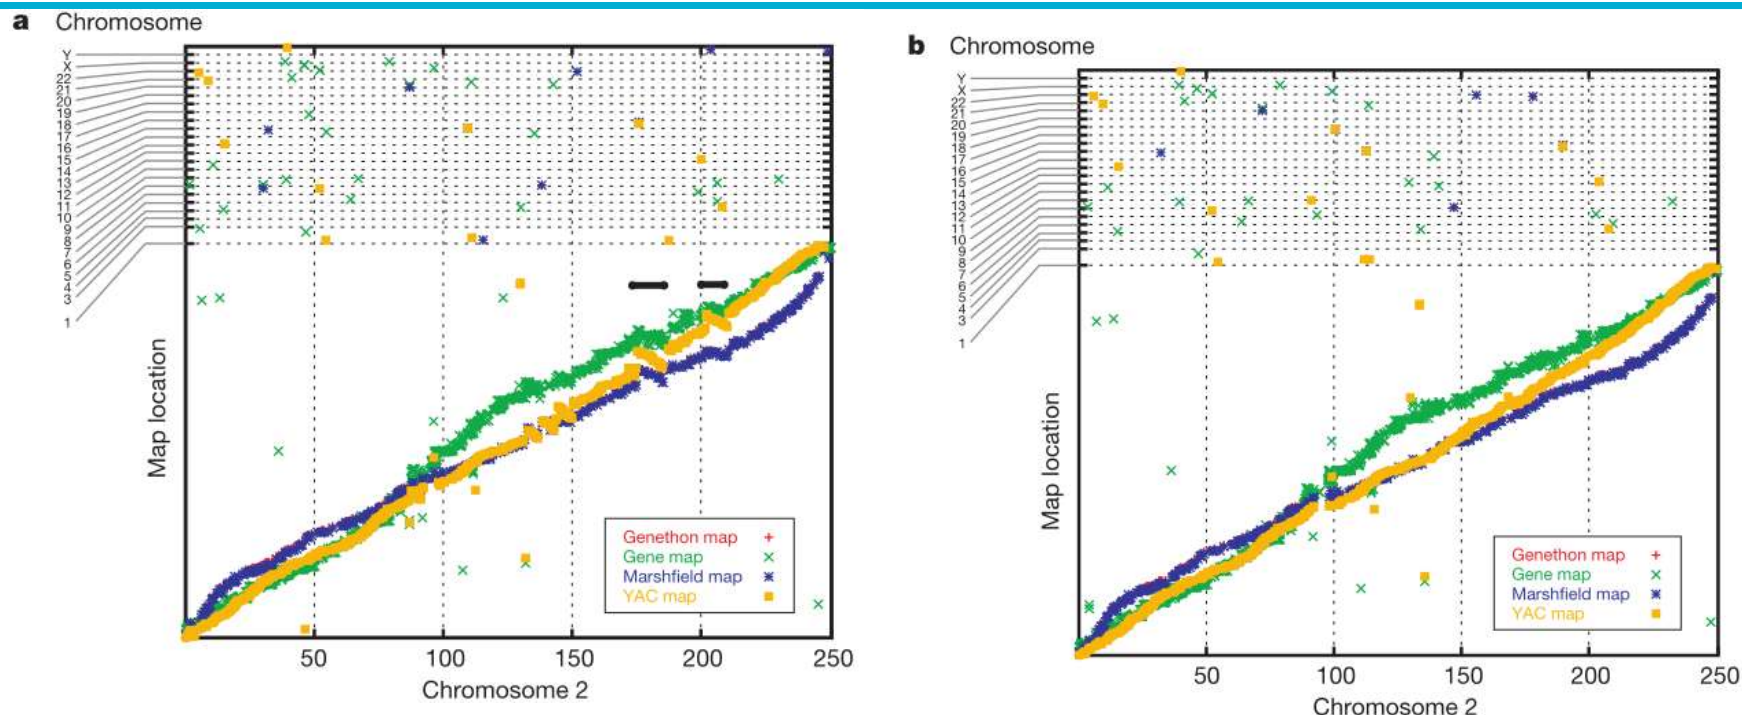 a Chromosome
Y
X
22
21
20
19
18
17
16
15
14
13
12
11
10
9
8
7
6
5
4
3
1
Map location
Genethon map
Gene map
Marshfield map
YAC map
50 100 150 200 250
Chromosome 2
b Chromosome
Y
X
22
21
20
19
18
17
16
15
14
13
12
11
10
9
8
7
6
5
4
3
1
Map location
Genethon map
Gene map
Marshfield map
YAC map
50 100 150 200 250
Chromosome 2